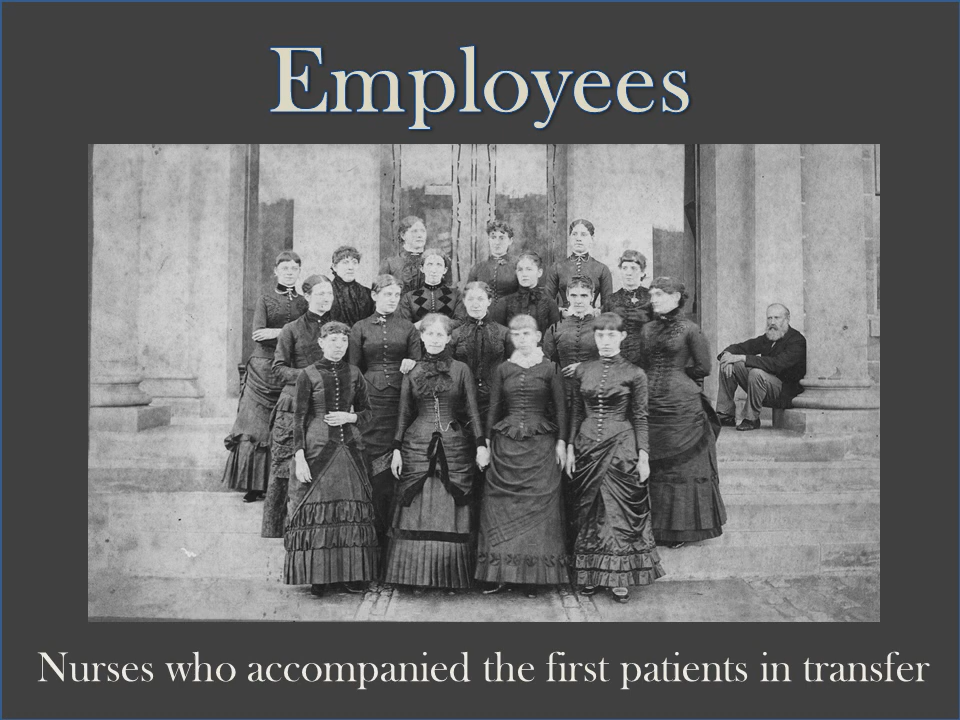 Employees
Nurses who accompanied the first patients in transfer